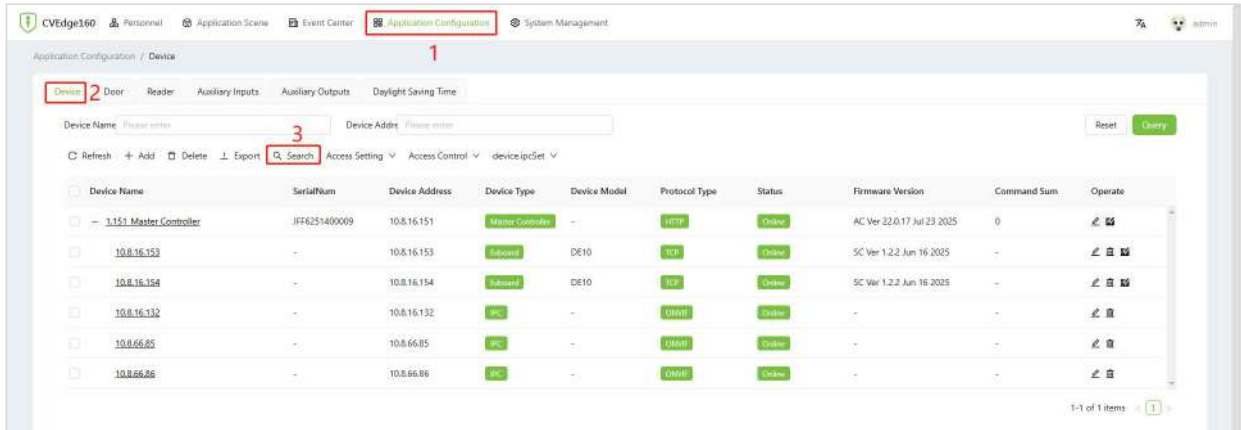 CVEdge160 Personnel Application Scene Event Center Application Configuration System Management admin
1
Application Configuration / Device
Device 2 Door Reader Auxiliary Inputs Auxiliary Outputs Daylight Saving Time
Device Name Please enter Device Addre Please enter Reset Query
3
Refresh Add Delete Export Search Access Setting Access Control device.ipcSet
Device Name SerialNum Device Address Device Type Device Model Protocol Type Status Firmware Version Command Sum Operate
1.151 Master Controller JFF6251400009 10.8.16.151 Master Controller - HTTP Online AC Ver 22.0.17 Jul 23 2025 0
10.8.16.153 - 10.8.16.153 Extboard DE10 TCP Online SC Ver 1.2.2 Jun 16 2025 -
10.8.16.154 - 10.8.16.154 Extboard DE10 TCP Online SC Ver 1.2.2 Jun 16 2025 -
10.8.16.132 - 10.8.16.132 IPC - ONVIF Online - -
10.8.66.85 - 10.8.66.85 IPC - ONVIF Online - -
10.8.66.86 - 10.8.66.86 IPC - ONVIF Online - -
1-1 of 1 items < 1 >